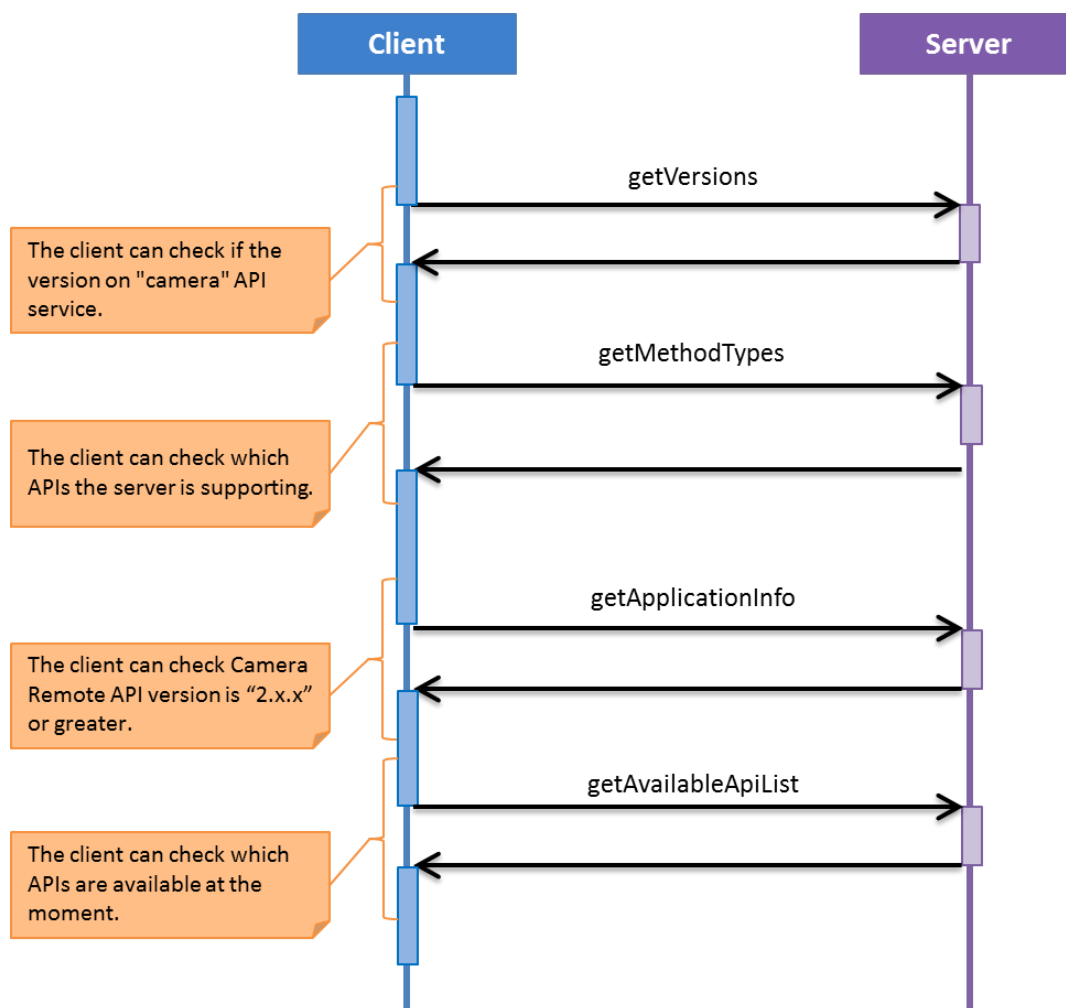 Client
Server
getVersions
The client can check if the
version on "camera" API
service.
getMethodTypes
The client can check which
APIs the server is supporting.
getApplicationInfo
The client can check Camera
Remote API version is “2.x.x”
or greater.
getAvailableApiList
The client can check which
APIs are available at the
moment.